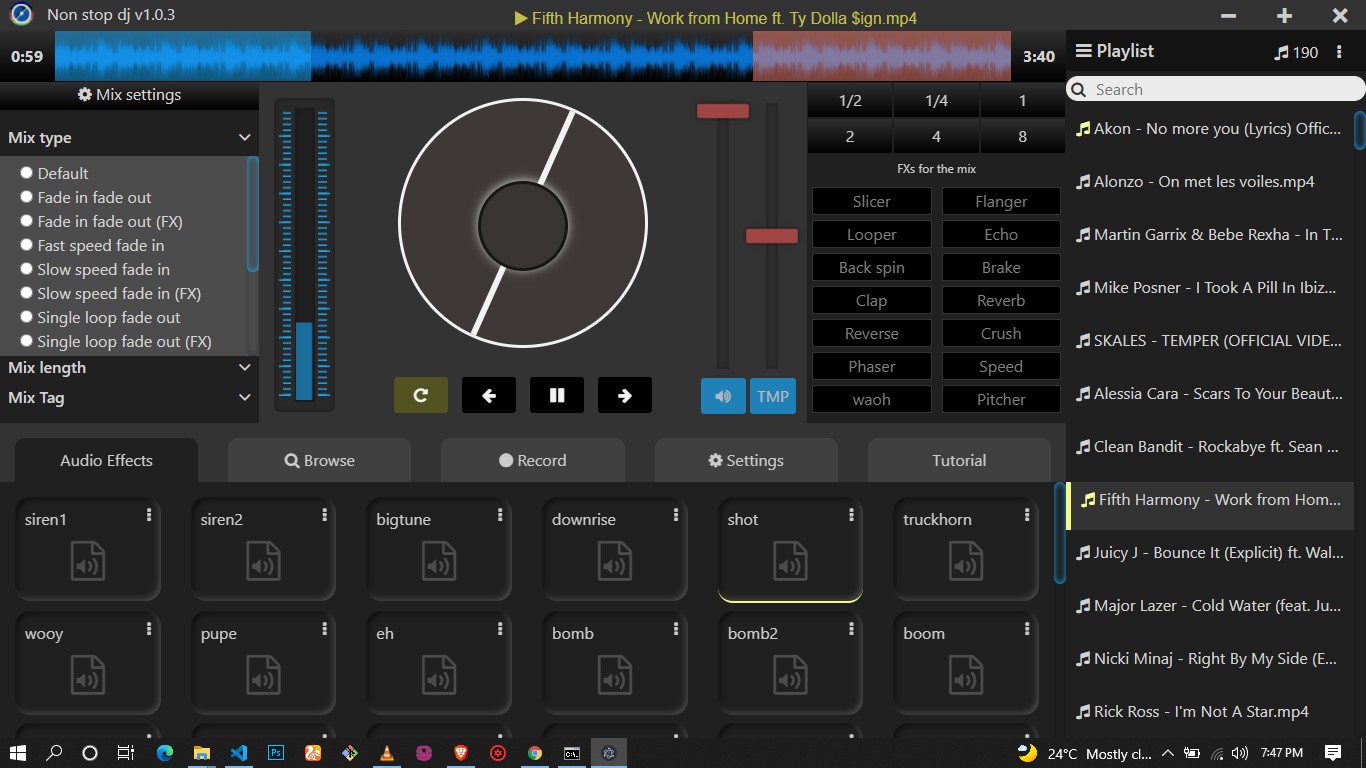 Non stop dj v1.0.3
Fifth Harmony - Work from Home ft. Ty Dolla $ign.mp4
0:59
3:40
Playlist
190
Search
Mix settings
Mix type
Default
Fade in fade out
Fade in fade out (FX)
Fast speed fade in
Slow speed fade in
Slow speed fade in (FX)
Single loop fade out
Single loop fade out (FX)
Mix length
Mix Tag
TMP
1/2 1/4 1
2 4 8
FXs for the mix
Slicer Flanger
Looper Echo
Back spin Brake
Clap Reverb
Reverse Crush
Phaser Speed
waoh Pitcher
Akon - No more you (Lyrics) Offic...
Alonzo - On met les voiles.mp4
Martin Garrix & Bebe Rexha - In T...
Mike Posner - I Took A Pill In Ibiz...
SKALES - TEMPER (OFFICIAL VIDE...
Alessia Cara - Scars To Your Beaut...
Clean Bandit - Rockabye ft. Sean ...
Fifth Harmony - Work from Hom...
Juicy J - Bounce It (Explicit) ft. Wal...
Major Lazer - Cold Water (feat. Ju...
Nicki Minaj - Right By My Side (E...
Rick Ross - I'm Not A Star.mp4
Audio Effects Browse Record Settings Tutorial
siren1 siren2 bigtune downrise shot truckhorn
wooy pupe eh bomb bomb2 boom
Ps
24°C Mostly cl... 7:47 PM